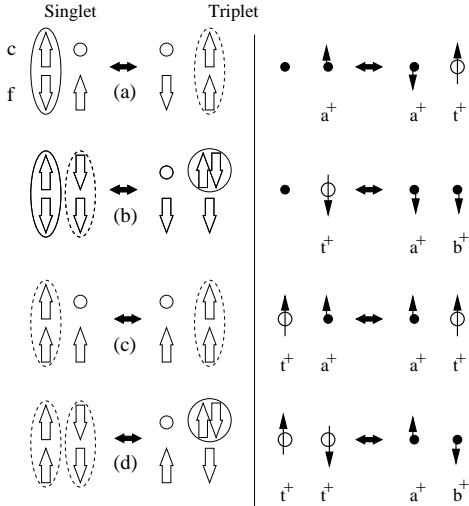 Singlet Triplet
c
f
(a)
a+ a+ t+
(b)
t+ a+ b+
(c)
t+ a+ a+ t+
(d)
t+ t+ a+ b+